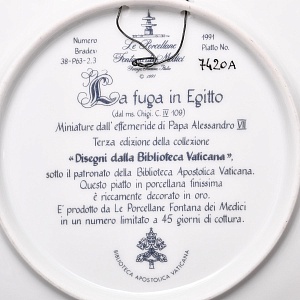 Numero
Bradex:
38-P63-2.3
Le Porcellane
Fontana dei Medici
© 1991
1991
Piatto No.
7420A
La fuga in Egitto
(dal ms. Chigi. C. IV 109)
Miniature dall'effemeride di Papa Alessandro VII
Terza edizione della collezione
"Disegni dalla Biblioteca Vaticana",
sotto il patronato della Biblioteca Apostolica Vaticana.
Questo piatto in porcellana finissima
è riccamente decorato in oro.
E' prodotto da Le Porcellane Fontana dei Medici
in un numero limitato a 45 giorni di cottura.
BIBLIOTECA APOSTOLICA VATICANA